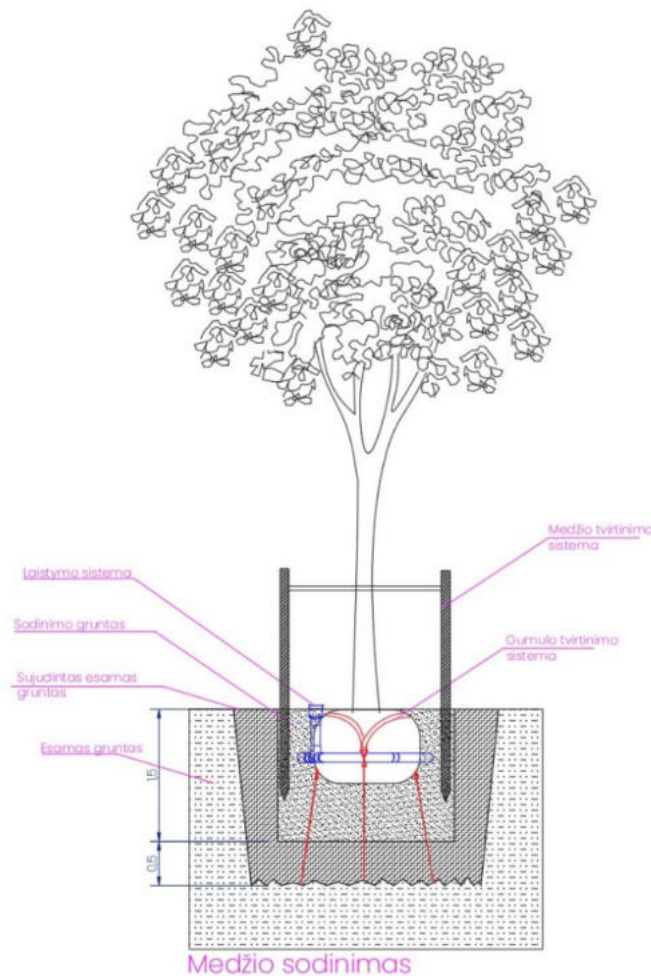 Medžio tvirtinimo
sistema
Laistymo sistema
Sodinimo gruntas
Gumulo tvirtinimo
sistema
Sujudintas esamas
gruntas
Esamas gruntas
1.5
0.5
Medžio sodinimas